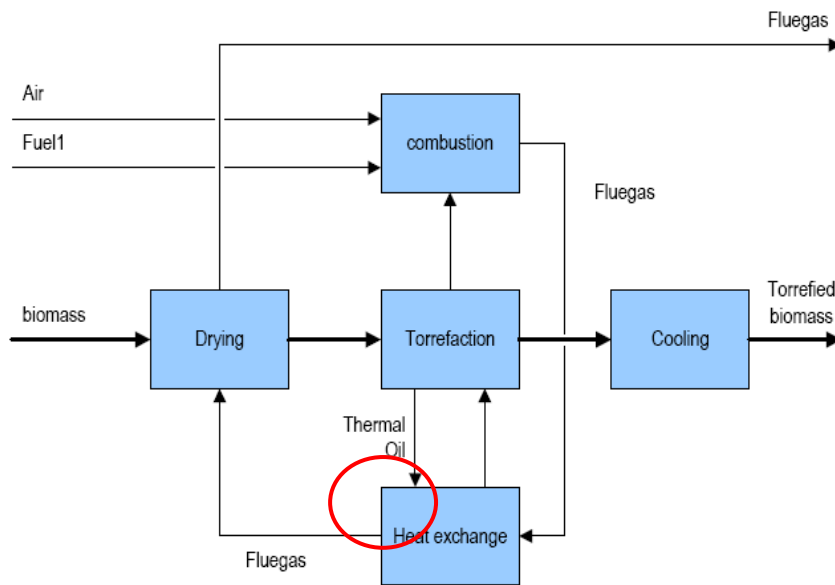 Fluegas
Air
Fuel1
combustion
Fluegas
biomass
Drying
Torrefaction
Cooling
Torrefied
biomass
Thermal
Oil
Heat exchange
Fluegas